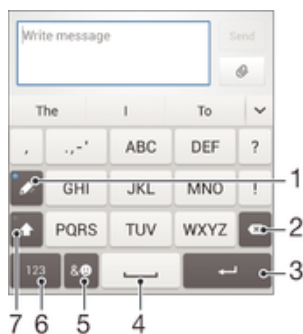 Write message
Send
The I To
, .,-' ABC DEF ?
GHI JKL MNO !
1
PQRS TUV WXYZ
2
123 &
3
7 6 5 4